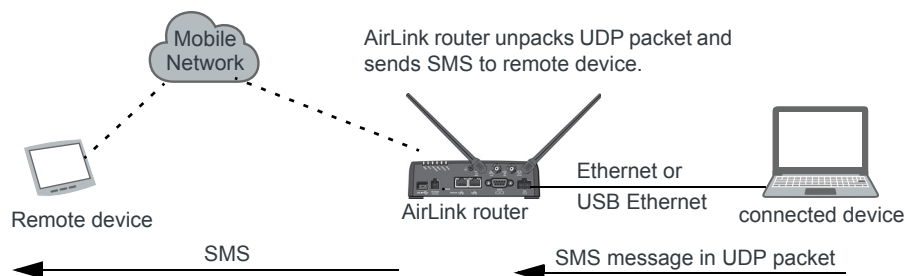 Mobile
Network
AirLink router unpacks UDP packet and
sends SMS to remote device.
Ethernet or
USB Ethernet
Remote device
AirLink router
connected device
SMS
SMS message in UDP packet